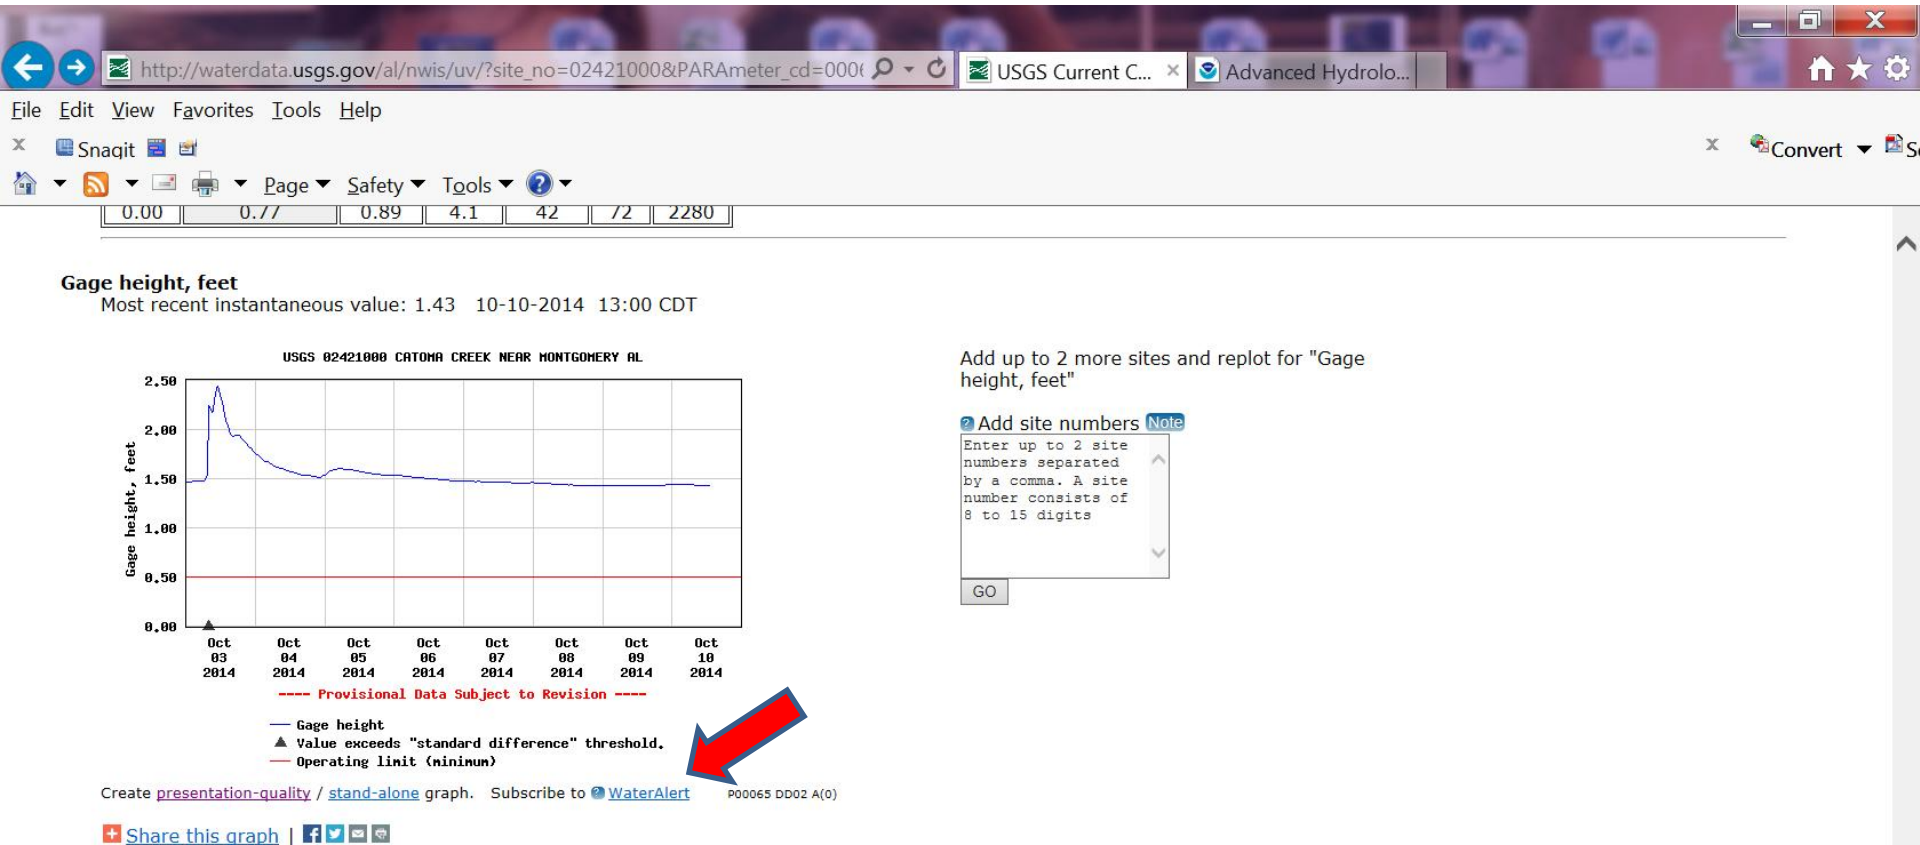 http://waterdata.usgs.gov/al/nwis/uv/?site_no=02421000&PARAmeter_cd=0006
USGS Current C...
Advanced Hydrolo...
File Edit View Favorites Tools Help
x Snagit
x Convert
Page Safety Tools
0.00 0.77 0.89 4.1 42 72 2280
Gage height, feet
Most recent instantaneous value: 1.43 10-10-2014 13:00 CDT
USGS 02421000 CATOMA CREEK NEAR MONTGOMERY AL
Gage height, feet
2.50
2.00
1.50
1.00
0.50
0.00
Oct Oct Oct Oct Oct Oct Oct Oct
03 04 05 06 07 08 09 10
2014 2014 2014 2014 2014 2014 2014 2014
---- Provisional Data Subject to Revision ----
Gage height
Value exceeds "standard difference" threshold.
Operating limit (minimum)
Create presentation-quality / stand-alone graph. Subscribe to WaterAlert P00065 DD02 A(0)
Share this graph |
Add up to 2 more sites and replot for "Gage
height, feet"
Add site numbers Note
Enter up to 2 site
numbers separated
by a comma. A site
number consists of
8 to 15 digits
GO